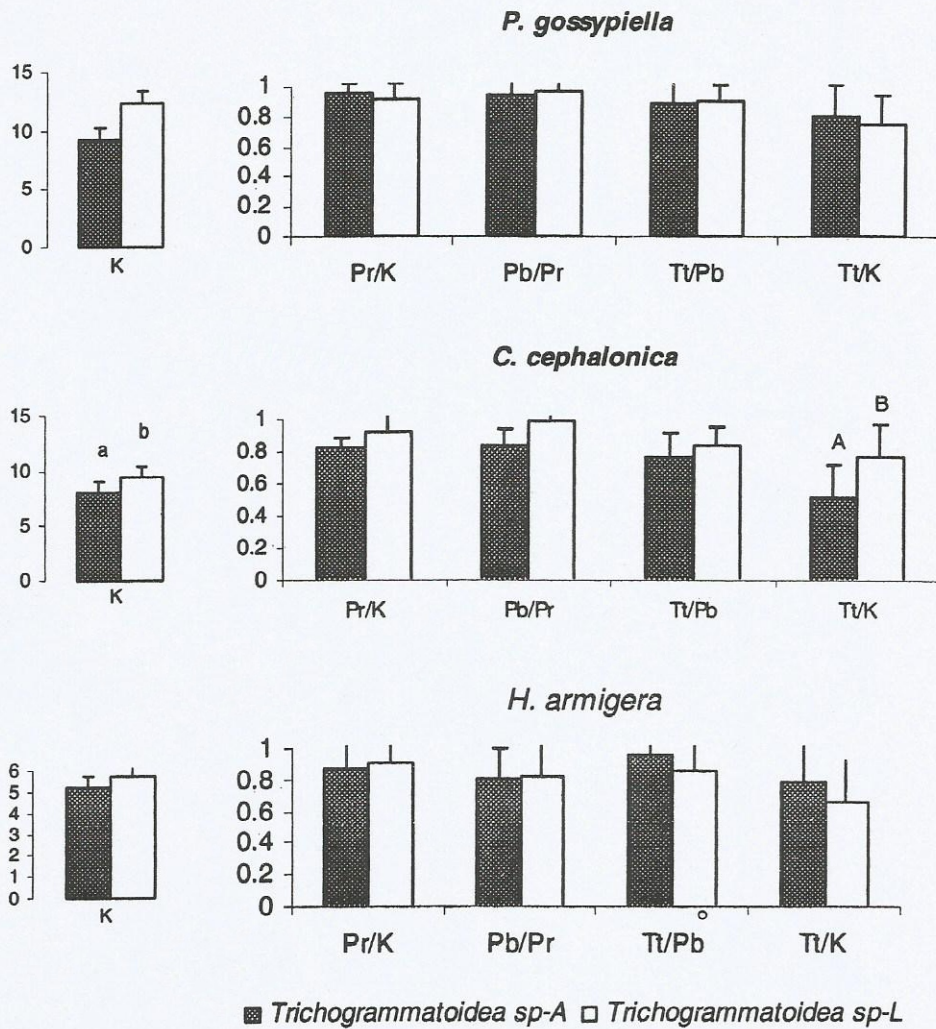 P. gossypiella
15
10
5
0
K
1
0.8
0.6
0.4
0.2
0
Pr/K Pb/Pr Tt/Pb Tt/K
C. cephalonica
15
10
5
0
a b
K
1
0.8
0.6
0.4
0.2
0
A B
Pr/K Pb/Pr Tt/Pb Tt/K
H. armigera
6
5
4
3
2
1
0
K
1
0.8
0.6
0.4
0.2
0
Pr/K Pb/Pr Tt/Pb Tt/K
Trichogrammatoidea sp-A Trichogrammatoidea sp-L